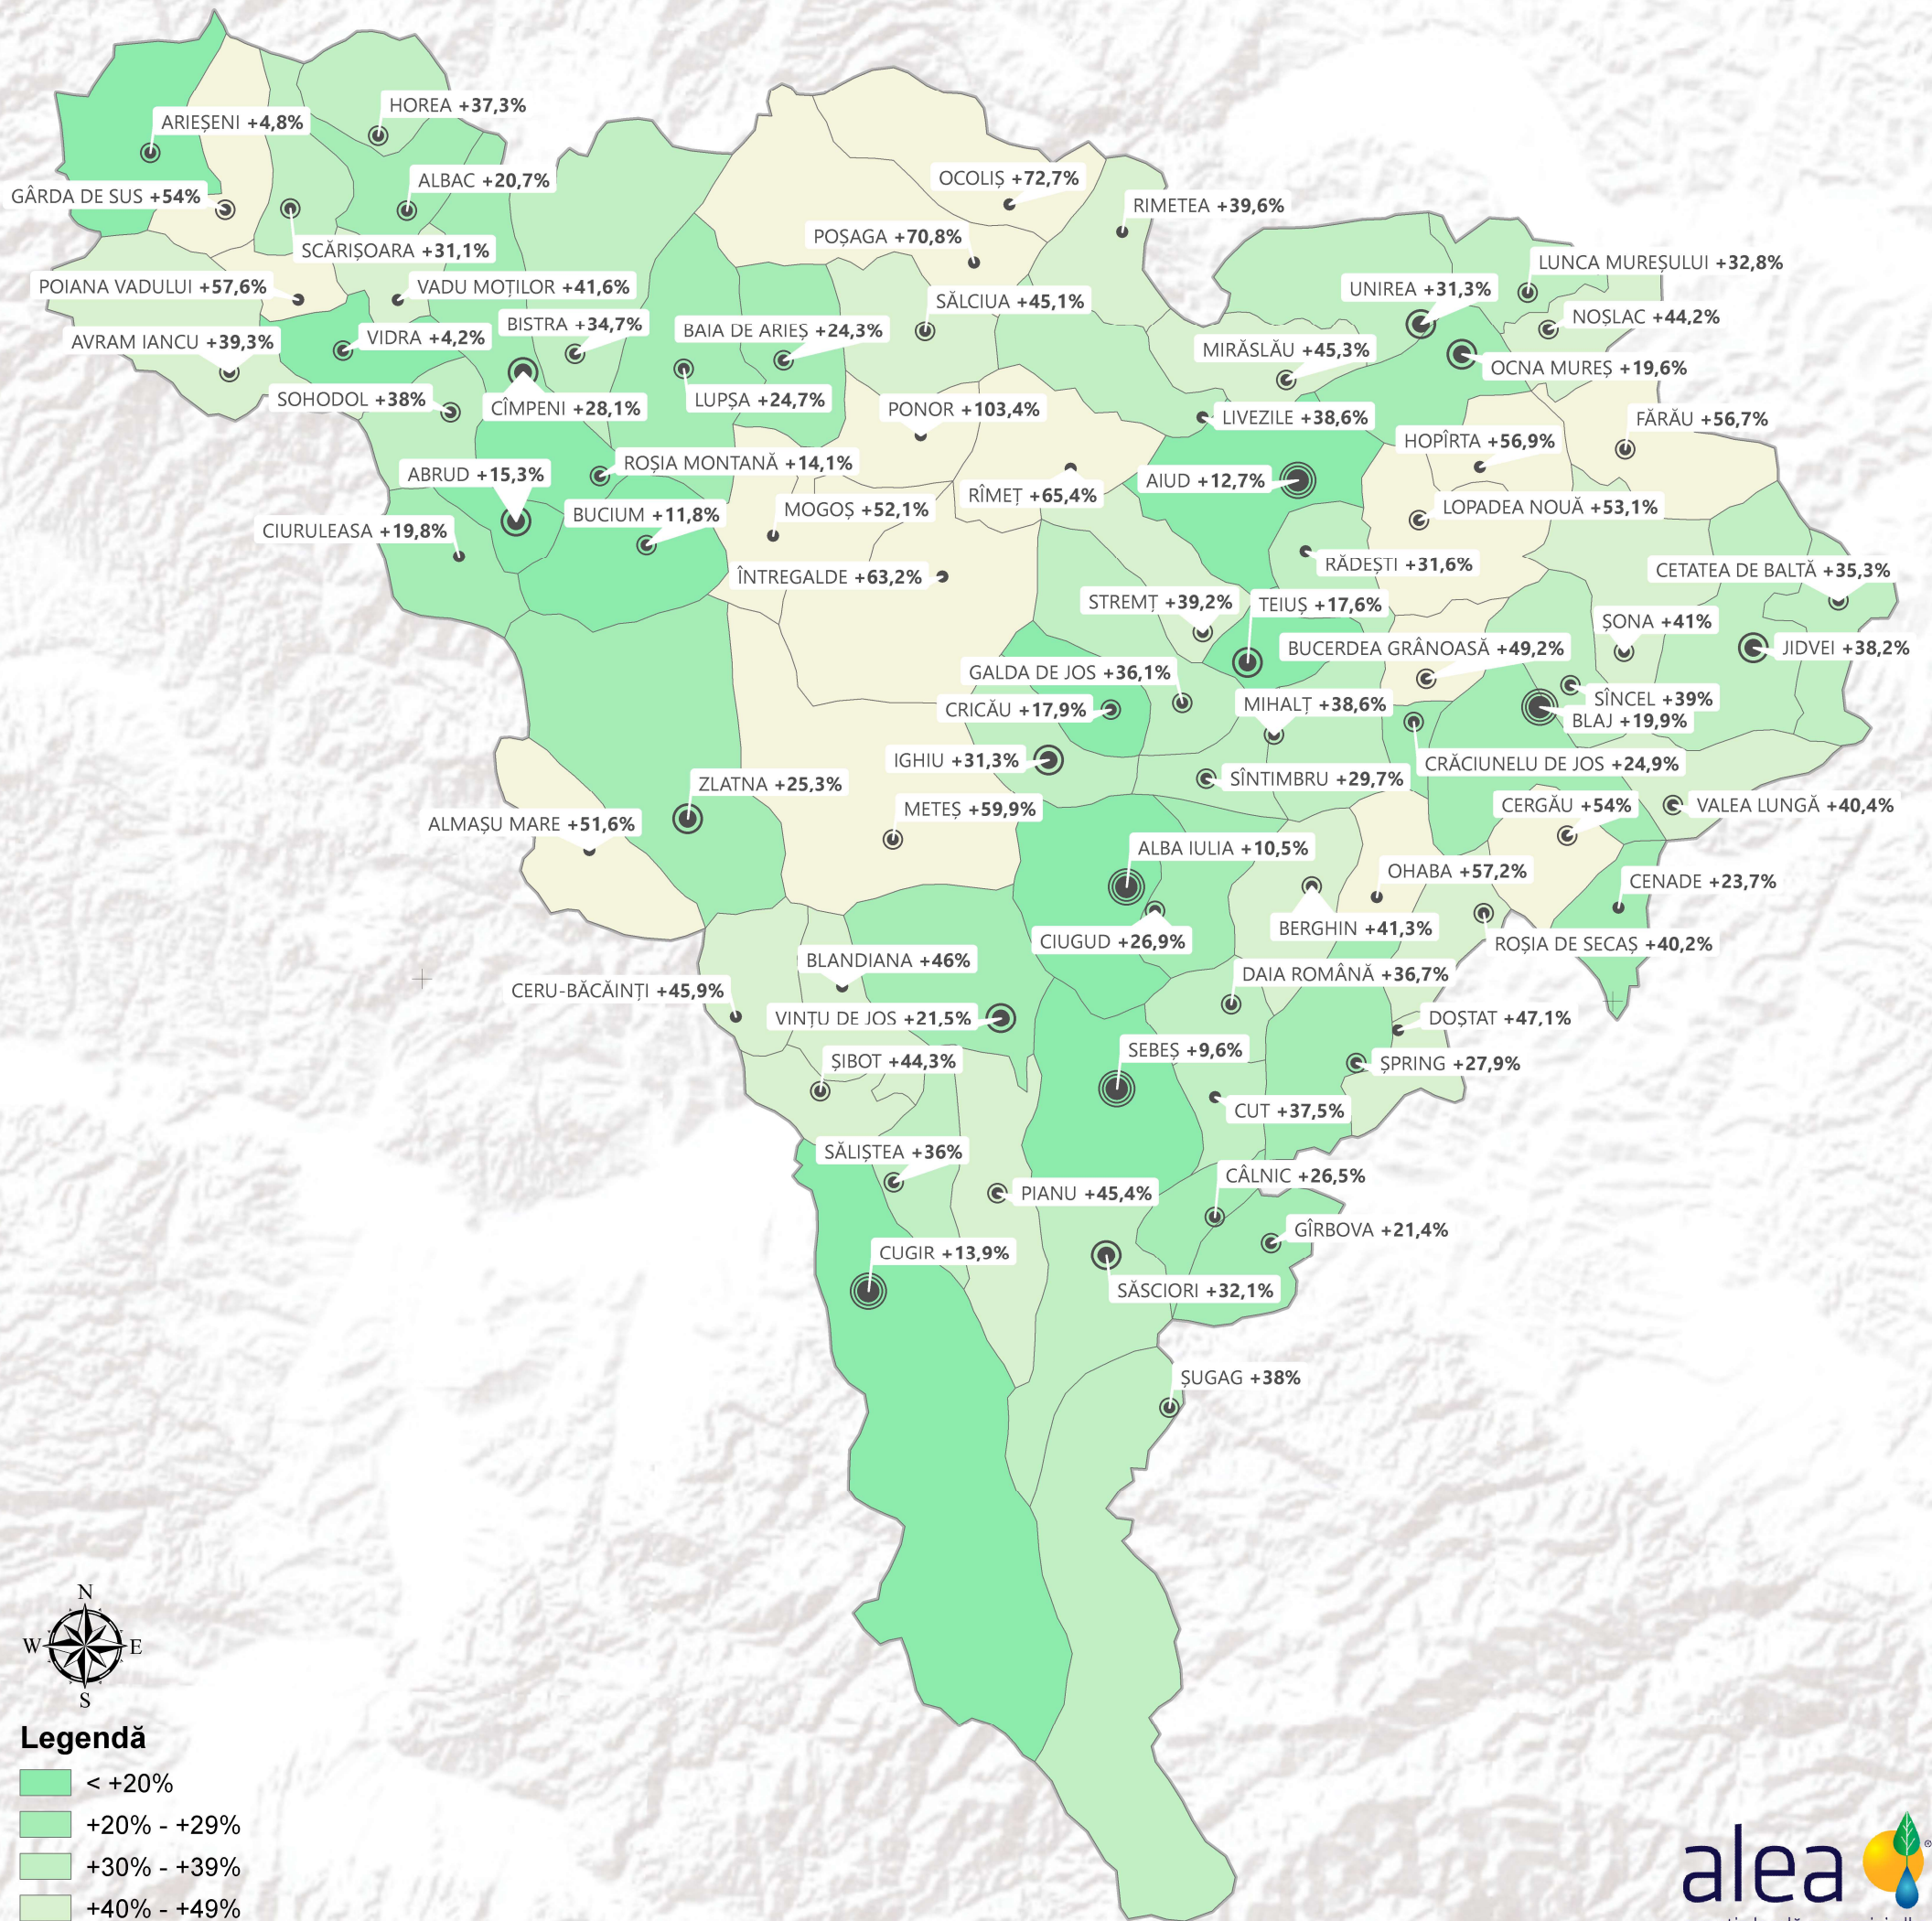 HOREA +37,3%
ARIEȘENI +4,8%
ALBAC +20,7%
OCOLIȘ +72,7%
GÂRDA DE SUS +54%
RIMETEA +39,6%
POȘAGA +70,8%
SCĂRIȘOARA +31,1%
LUNCA MUREȘULUI +32,8%
POIANA VADULUI +57,6%
VADU MOȚILOR +41,6%
UNIREA +31,3%
SĂLCIUA +45,1%
NOȘLAC +44,2%
BISTRA +34,7%
BAIA DE ARIEȘ +24,3%
VIDRA +4,2%
AVRAM IANCU +39,3%
MIRĂSLĂU +45,3%
OCNA MUREȘ +19,6%
SOHODOL +38%
CÎMPENI +28,1%
LUPȘA +24,7%
PONOR +103,4%
LIVEZILE +38,6%
FĂRĂU +56,7%
HOPÎRTA +56,9%
ROȘIA MONTANĂ +14,1%
ABRUD +15,3%
AIUD +12,7%
RÎMEȚ +65,4%
MOGOȘ +52,1%
LOPADEA NOUĂ +53,1%
BUCIUM +11,8%
CIURULEASA +19,8%
RĂDEȘTI +31,6%
CETATEA DE BALTĂ +35,3%
ÎNTREGALDE +63,2%
STREMȚ +39,2%
TEIUȘ +17,6%
ȘONA +41%
BUCERDEA GRÂNOASĂ +49,2%
JIDVEI +38,2%
GALDA DE JOS +36,1%
SÎNCEL +39%
MIHALȚ +38,6%
CRICĂU +17,9%
BLAJ +19,9%
IGHIU +31,3%
CRĂCIUNELU DE JOS +24,9%
SÎNTIMBRU +29,7%
ZLATNA +25,3%
METEȘ +59,9%
CERGĂU +54%
VALEA LUNGĂ +40,4%
ALMAȘU MARE +51,6%
ALBA IULIA +10,5%
OHABA +57,2%
CENADE +23,7%
BERGHIN +41,3%
CIUGUD +26,9%
ROȘIA DE SECAȘ +40,2%
BLANDIANA +46%
DAIA ROMÂNĂ +36,7%
CERU-BĂCĂINȚI +45,9%
VINȚU DE JOS +21,5%
DOȘTAT +47,1%
SEBEȘ +9,6%
ȘIBOT +44,3%
ȘPRING +27,9%
CUT +37,5%
SĂLIȘTEA +36%
CÂLNIC +26,5%
PIANU +45,4%
GÎRBOVA +21,4%
CUGIR +13,9%
SĂSCIORI +32,1%
ȘUGAG +38%
N
W E
S
Legendă
< +20%
+20% - +29%
+30% - +39%
+40% - +49%
alea ®